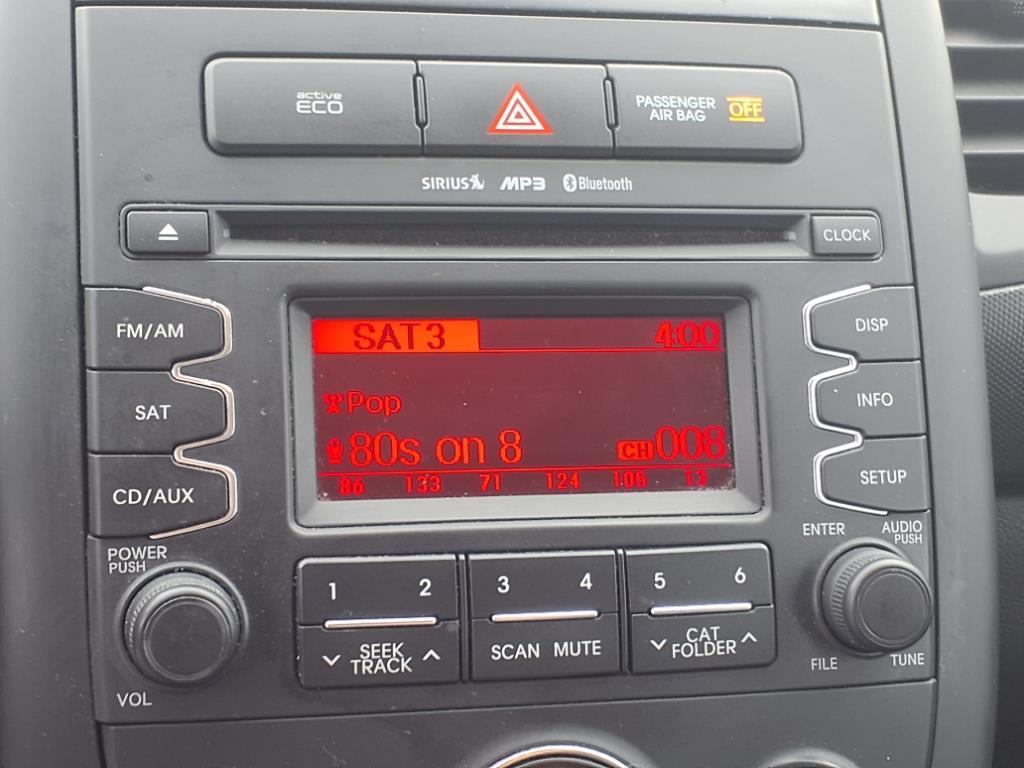 active
ECO
PASSENGER
AIR BAG
OFF
SIRIUS MP3 Bluetooth
CLOCK
FM/AM
SAT
CD/AUX
SAT3 4:00
Pop
80s on 8 CH 008
86 133 71 124 106 13
DISP
INFO
SETUP
POWER
PUSH
VOL
1 2 3 4 5 6
SEEK
TRACK
SCAN MUTE
CAT
FOLDER
ENTER
AUDIO
PUSH
FILE
TUNE